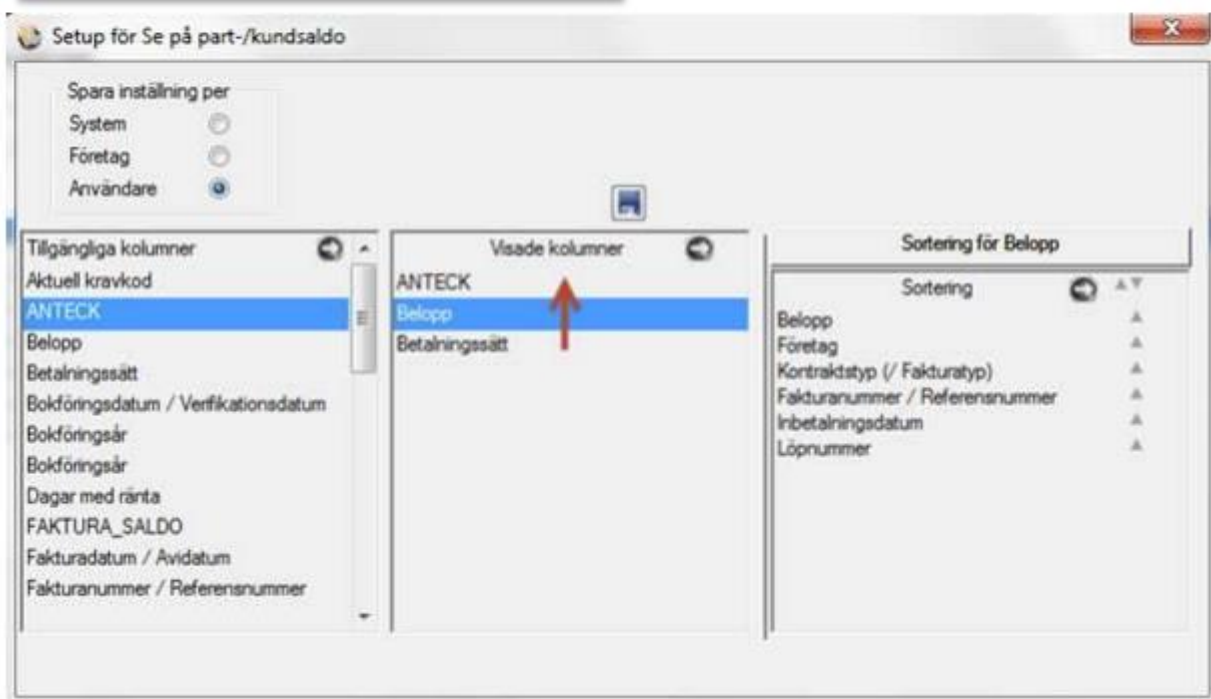 Setup för Se på part-/kundsaldo
Spara inställning per
System
Företag
Användare
Tillgängliga kolumner
Aktuell kravkod
ANTECK
Belopp
Betalningssätt
Bokföringsdatum / Verifikationsdatum
Bokföringsår
Bokföringsår
Dagar med ränta
FAKTURA_SALDO
Fakturadatum / Avidatum
Fakturanummer / Referensnummer
Visade kolumner
ANTECK
Belopp
Betalningssätt
Sortering för Belopp
Sortering
Belopp
Företag
Kontraktstyp (/ Fakturatyp)
Fakturanummer / Referensnummer
Inbetalningsdatum
Löpnummer